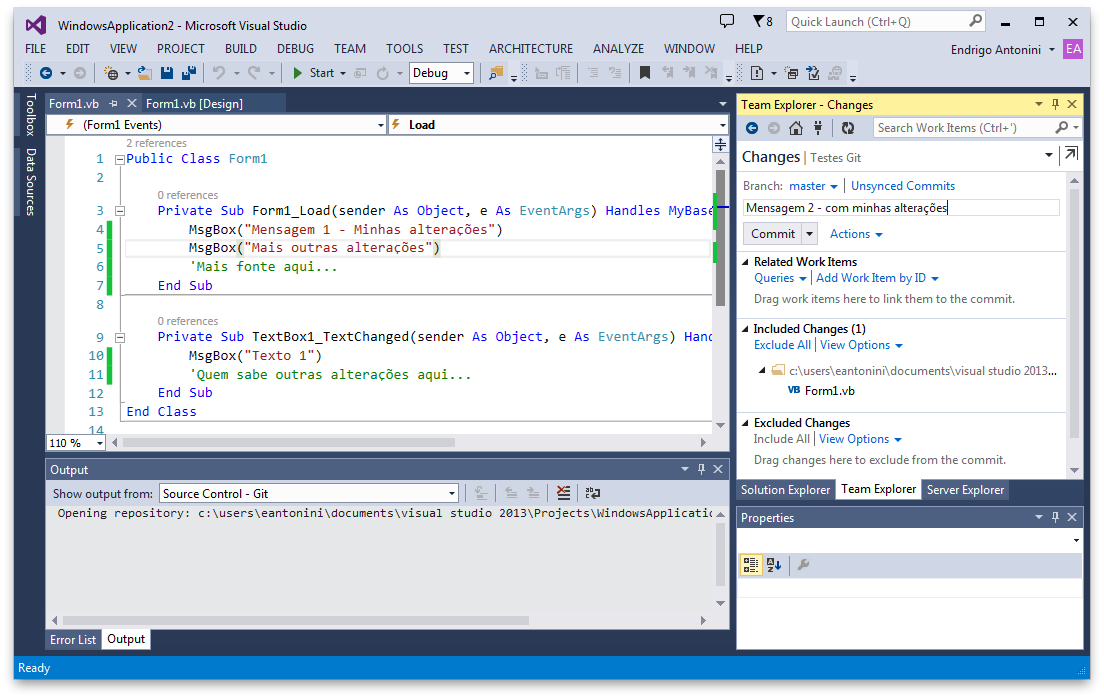 WindowsApplication2 - Microsoft Visual Studio
8
Quick Launch (Ctrl+Q)
FILE EDIT VIEW PROJECT BUILD DEBUG TEAM TOOLS TEST ARCHITECTURE ANALYZE WINDOW HELP
Endrigo Antonini EA
Start Debug
Toolbox
Data Sources
Form1.vb Form1.vb [Design]
(Form1 Events) Load
2 references
1 Public Class Form1
2
0 references
3 Private Sub Form1_Load(sender As Object, e As EventArgs) Handles MyBase
4 MsgBox("Mensagem 1 - Minhas alterações")
5 MsgBox("Mais outras alterações")
6 'Mais fonte aqui...
7 End Sub
8
0 references
9 Private Sub TextBox1_TextChanged(sender As Object, e As EventArgs) Hand
10 MsgBox("Texto 1")
11 'Quem sabe outras alterações aqui...
12 End Sub
13 End Class
14
110 %
Output
Show output from: Source Control - Git
Opening repository: c:\users\eantonini\documents\visual studio 2013\Projects\WindowsApplicatio
Error List Output
Team Explorer - Changes
Search Work Items (Ctrl+')
Changes | Testes Git
Branch: master Unsynced Commits
Mensagem 2 - com minhas alterações
Commit Actions
Related Work Items
Queries Add Work Item by ID
Drag work items here to link them to the commit.
Included Changes (1)
Exclude All View Options
c:\users\eantonini\documents\visual studio 2013...
VB Form1.vb
Excluded Changes
Include All View Options
Drag changes here to exclude from the commit.
Solution Explorer Team Explorer Server Explorer
Properties
Ready